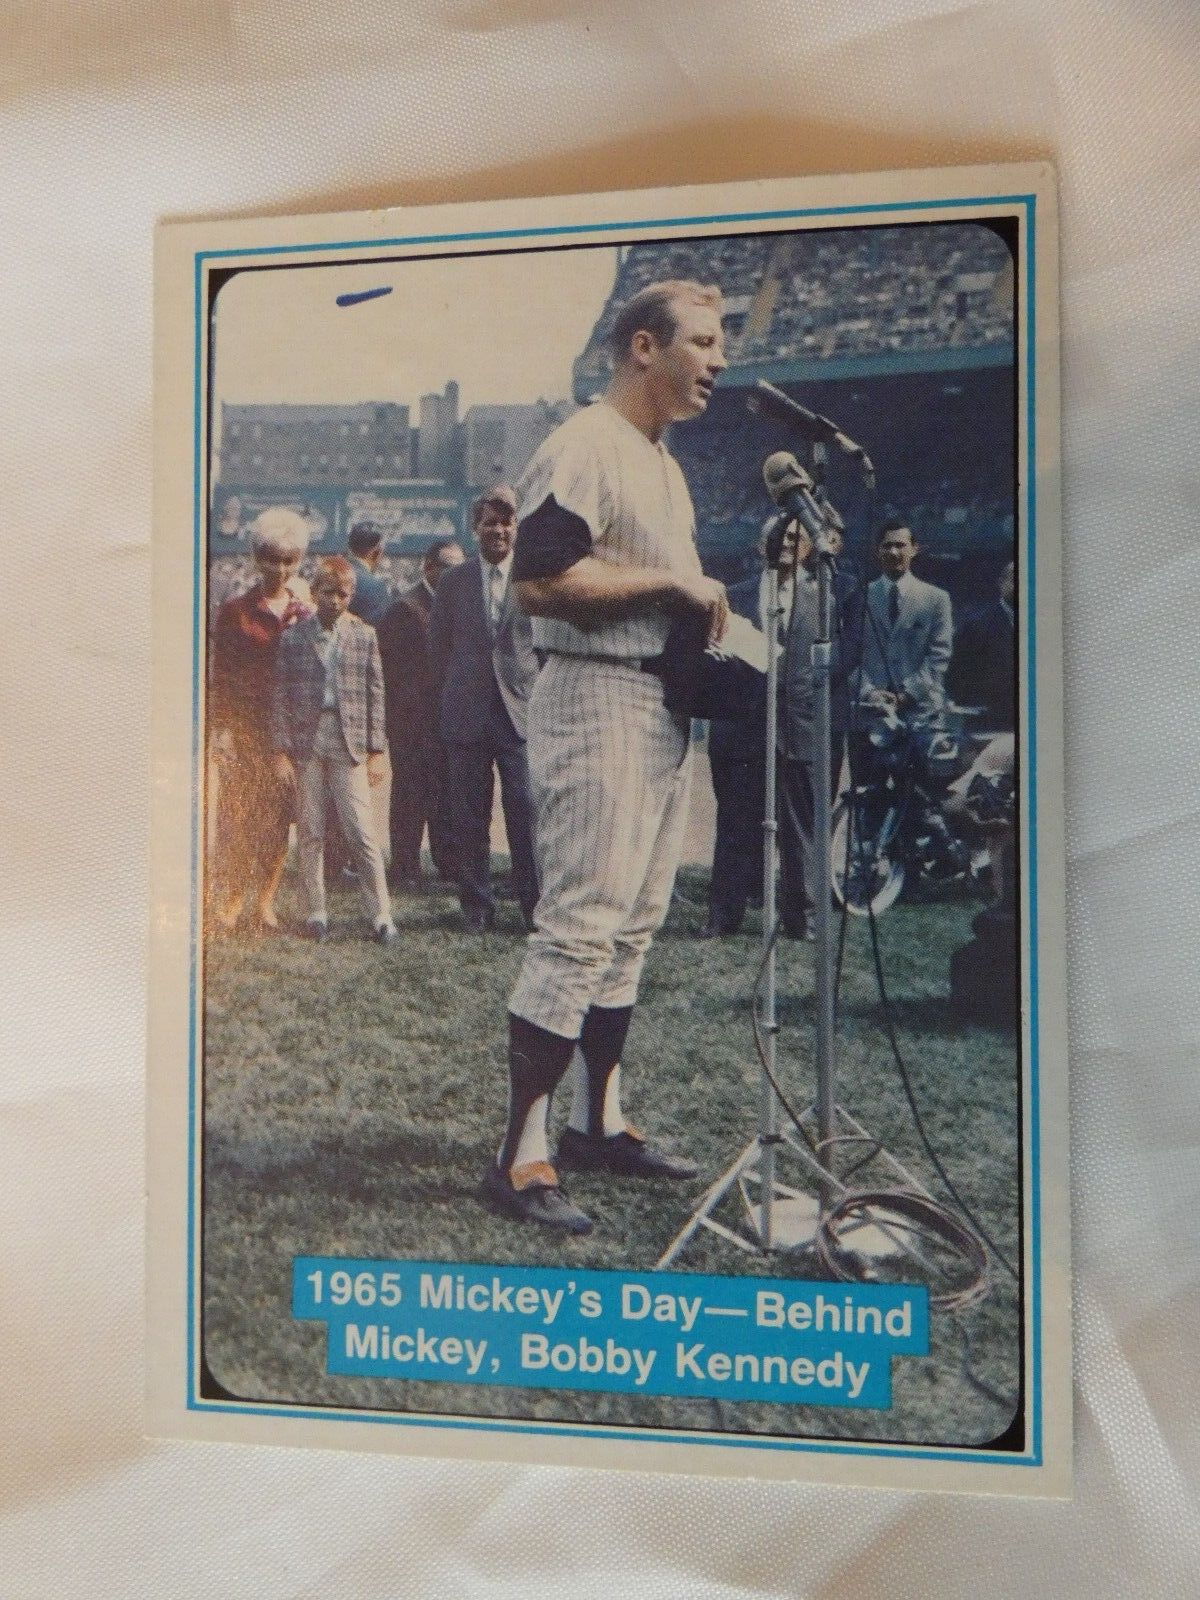 1965 Mickey's Day—Behind
Mickey, Bobby Kennedy